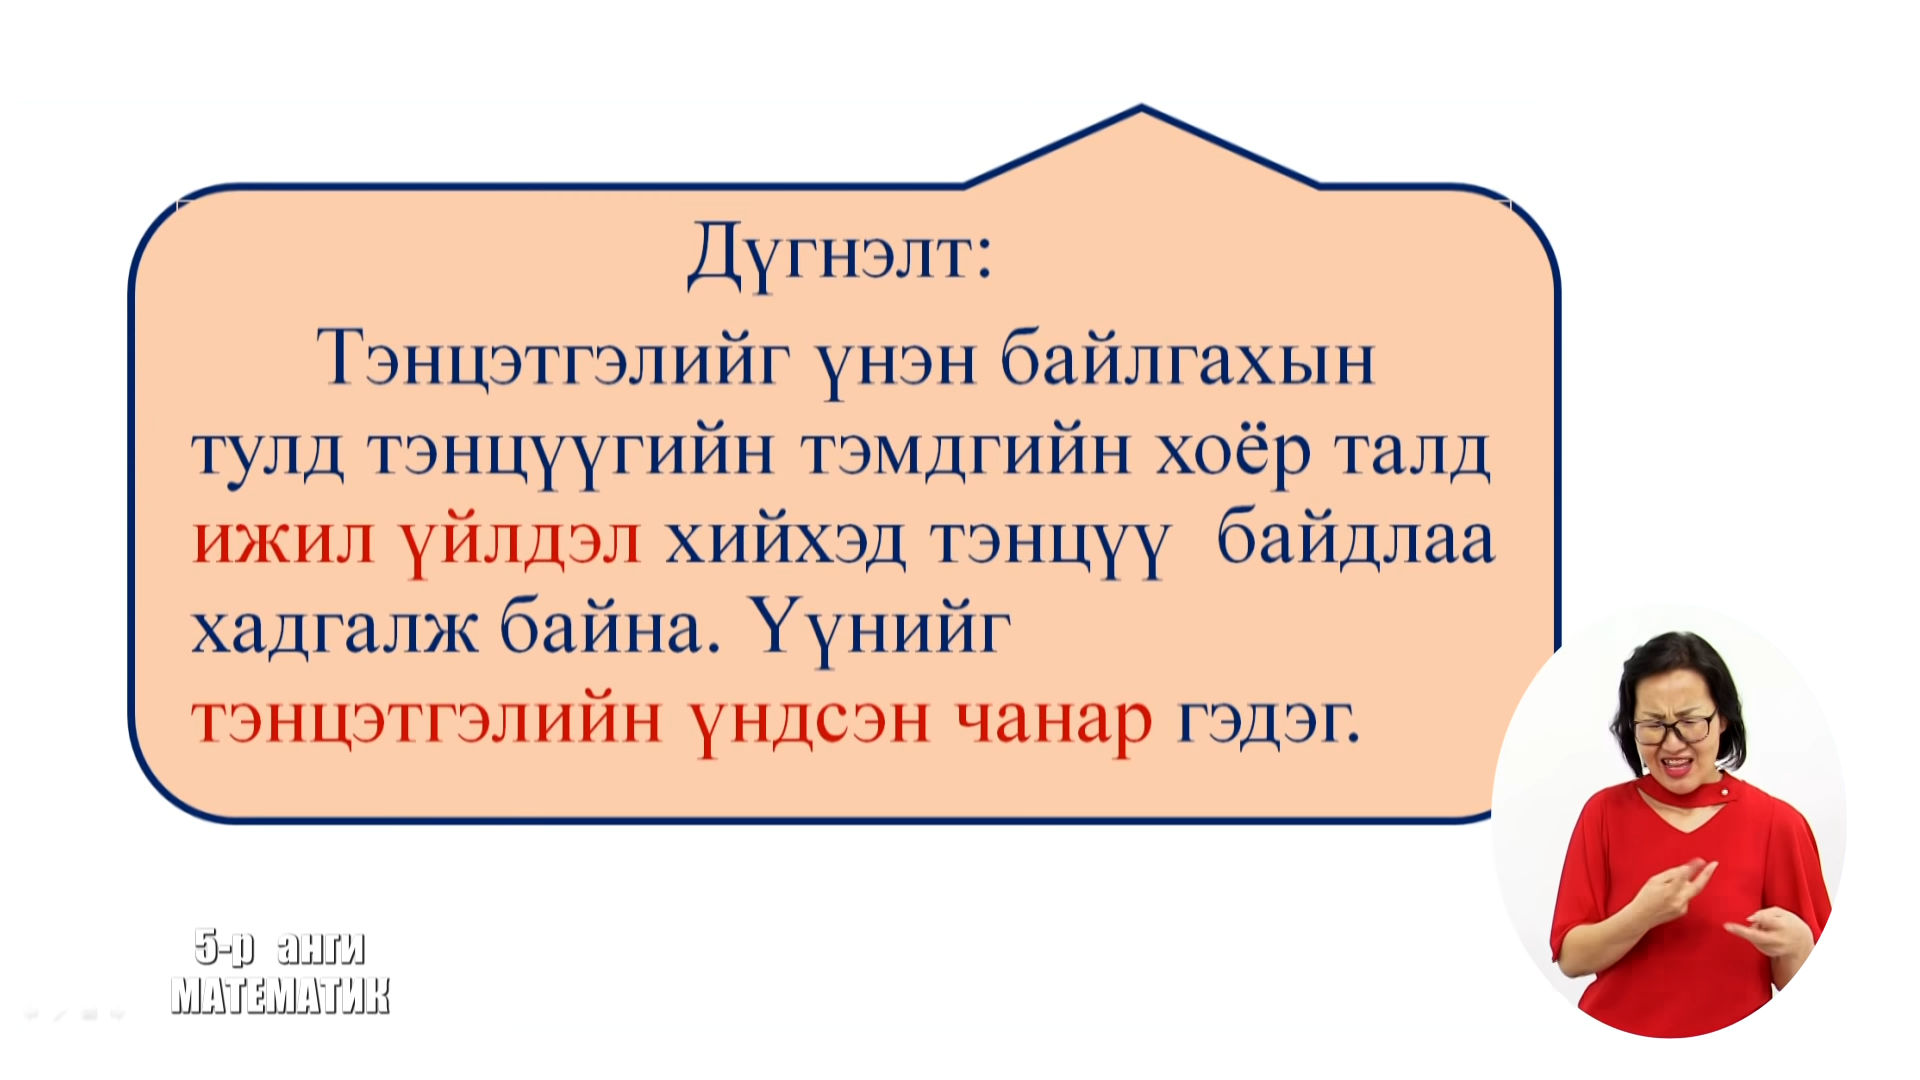 Дүгнэлт:
Тэнцэтгэлийг үнэн байлгахын
тулд тэнцүүгийн тэмдгийн хоёр талд
ижил үйлдэл хийхэд тэнцүү байдлаа
хадгалж байна. Үүнийг
тэнцэтгэлийн үндсэн чанар гэдэг.
5-р анги
МАТЕМАТИК